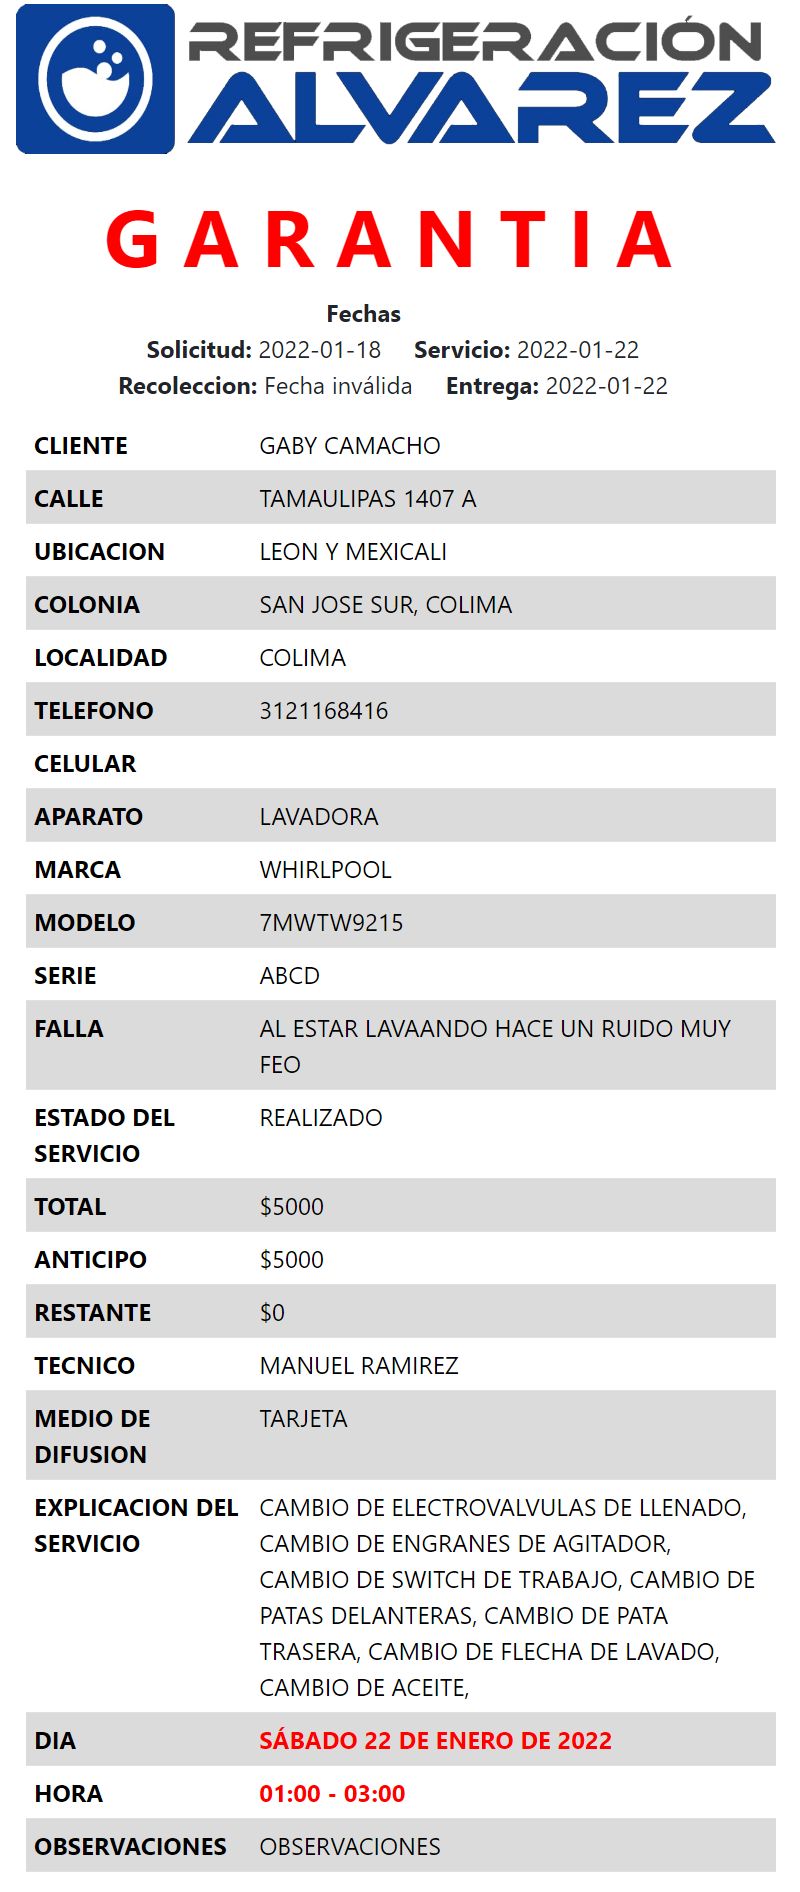 REFRIGERACIÓN
ALVAREZ
GARANTIA
Fechas
Solicitud: 2022-01-18 Servicio: 2022-01-22
Recoleccion: Fecha inválida Entrega: 2022-01-22
CLIENTE GABY CAMACHO
CALLE TAMAULIPAS 1407 A
UBICACION LEON Y MEXICALI
COLONIA SAN JOSE SUR, COLIMA
LOCALIDAD COLIMA
TELEFONO 3121168416
CELULAR
APARATO LAVADORA
MARCA WHIRLPOOL
MODELO 7MWTW9215
SERIE ABCD
FALLA AL ESTAR LAVAANDO HACE UN RUIDO MUY
FEO
ESTADO DEL REALIZADO
SERVICIO
TOTAL $5000
ANTICIPO $5000
RESTANTE $0
TECNICO MANUEL RAMIREZ
MEDIO DE TARJETA
DIFUSION
EXPLICACION DEL CAMBIO DE ELECTROVALVULAS DE LLENADO,
SERVICIO CAMBIO DE ENGRANES DE AGITADOR,
CAMBIO DE SWITCH DE TRABAJO, CAMBIO DE
PATAS DELANTERAS, CAMBIO DE PATA
TRASERA, CAMBIO DE FLECHA DE LAVADO,
CAMBIO DE ACEITE,
DIA SÁBADO 22 DE ENERO DE 2022
HORA 01:00 - 03:00
OBSERVACIONES OBSERVACIONES